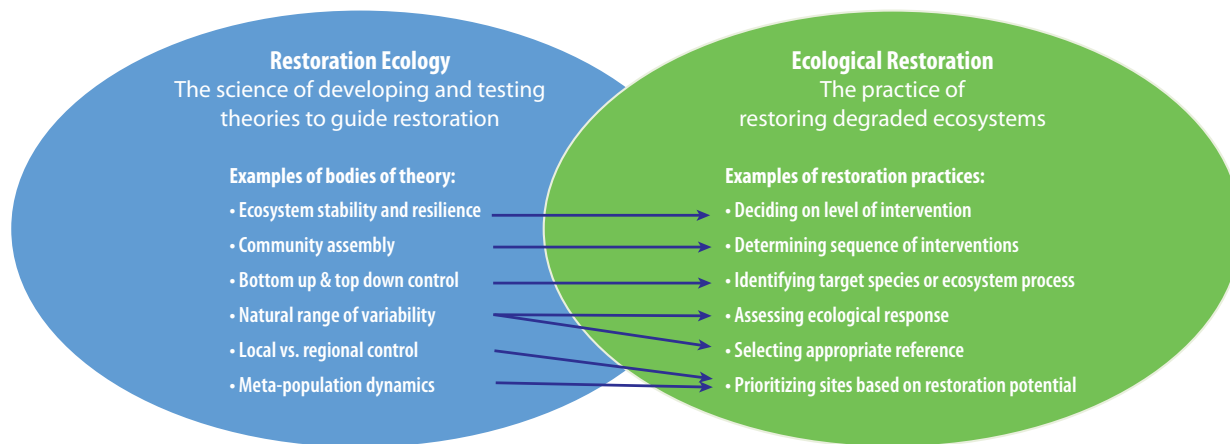 Restoration Ecology
The science of developing and testing
theories to guide restoration
Examples of bodies of theory:
• Ecosystem stability and resilience
• Community assembly
• Bottom up & top down control
• Natural range of variability
• Local vs. regional control
• Meta-population dynamics
Ecological Restoration
The practice of
restoring degraded ecosystems
Examples of restoration practices:
• Deciding on level of intervention
• Determining sequence of interventions
• Identifying target species or ecosystem process
• Assessing ecological response
• Selecting appropriate reference
• Prioritizing sites based on restoration potential